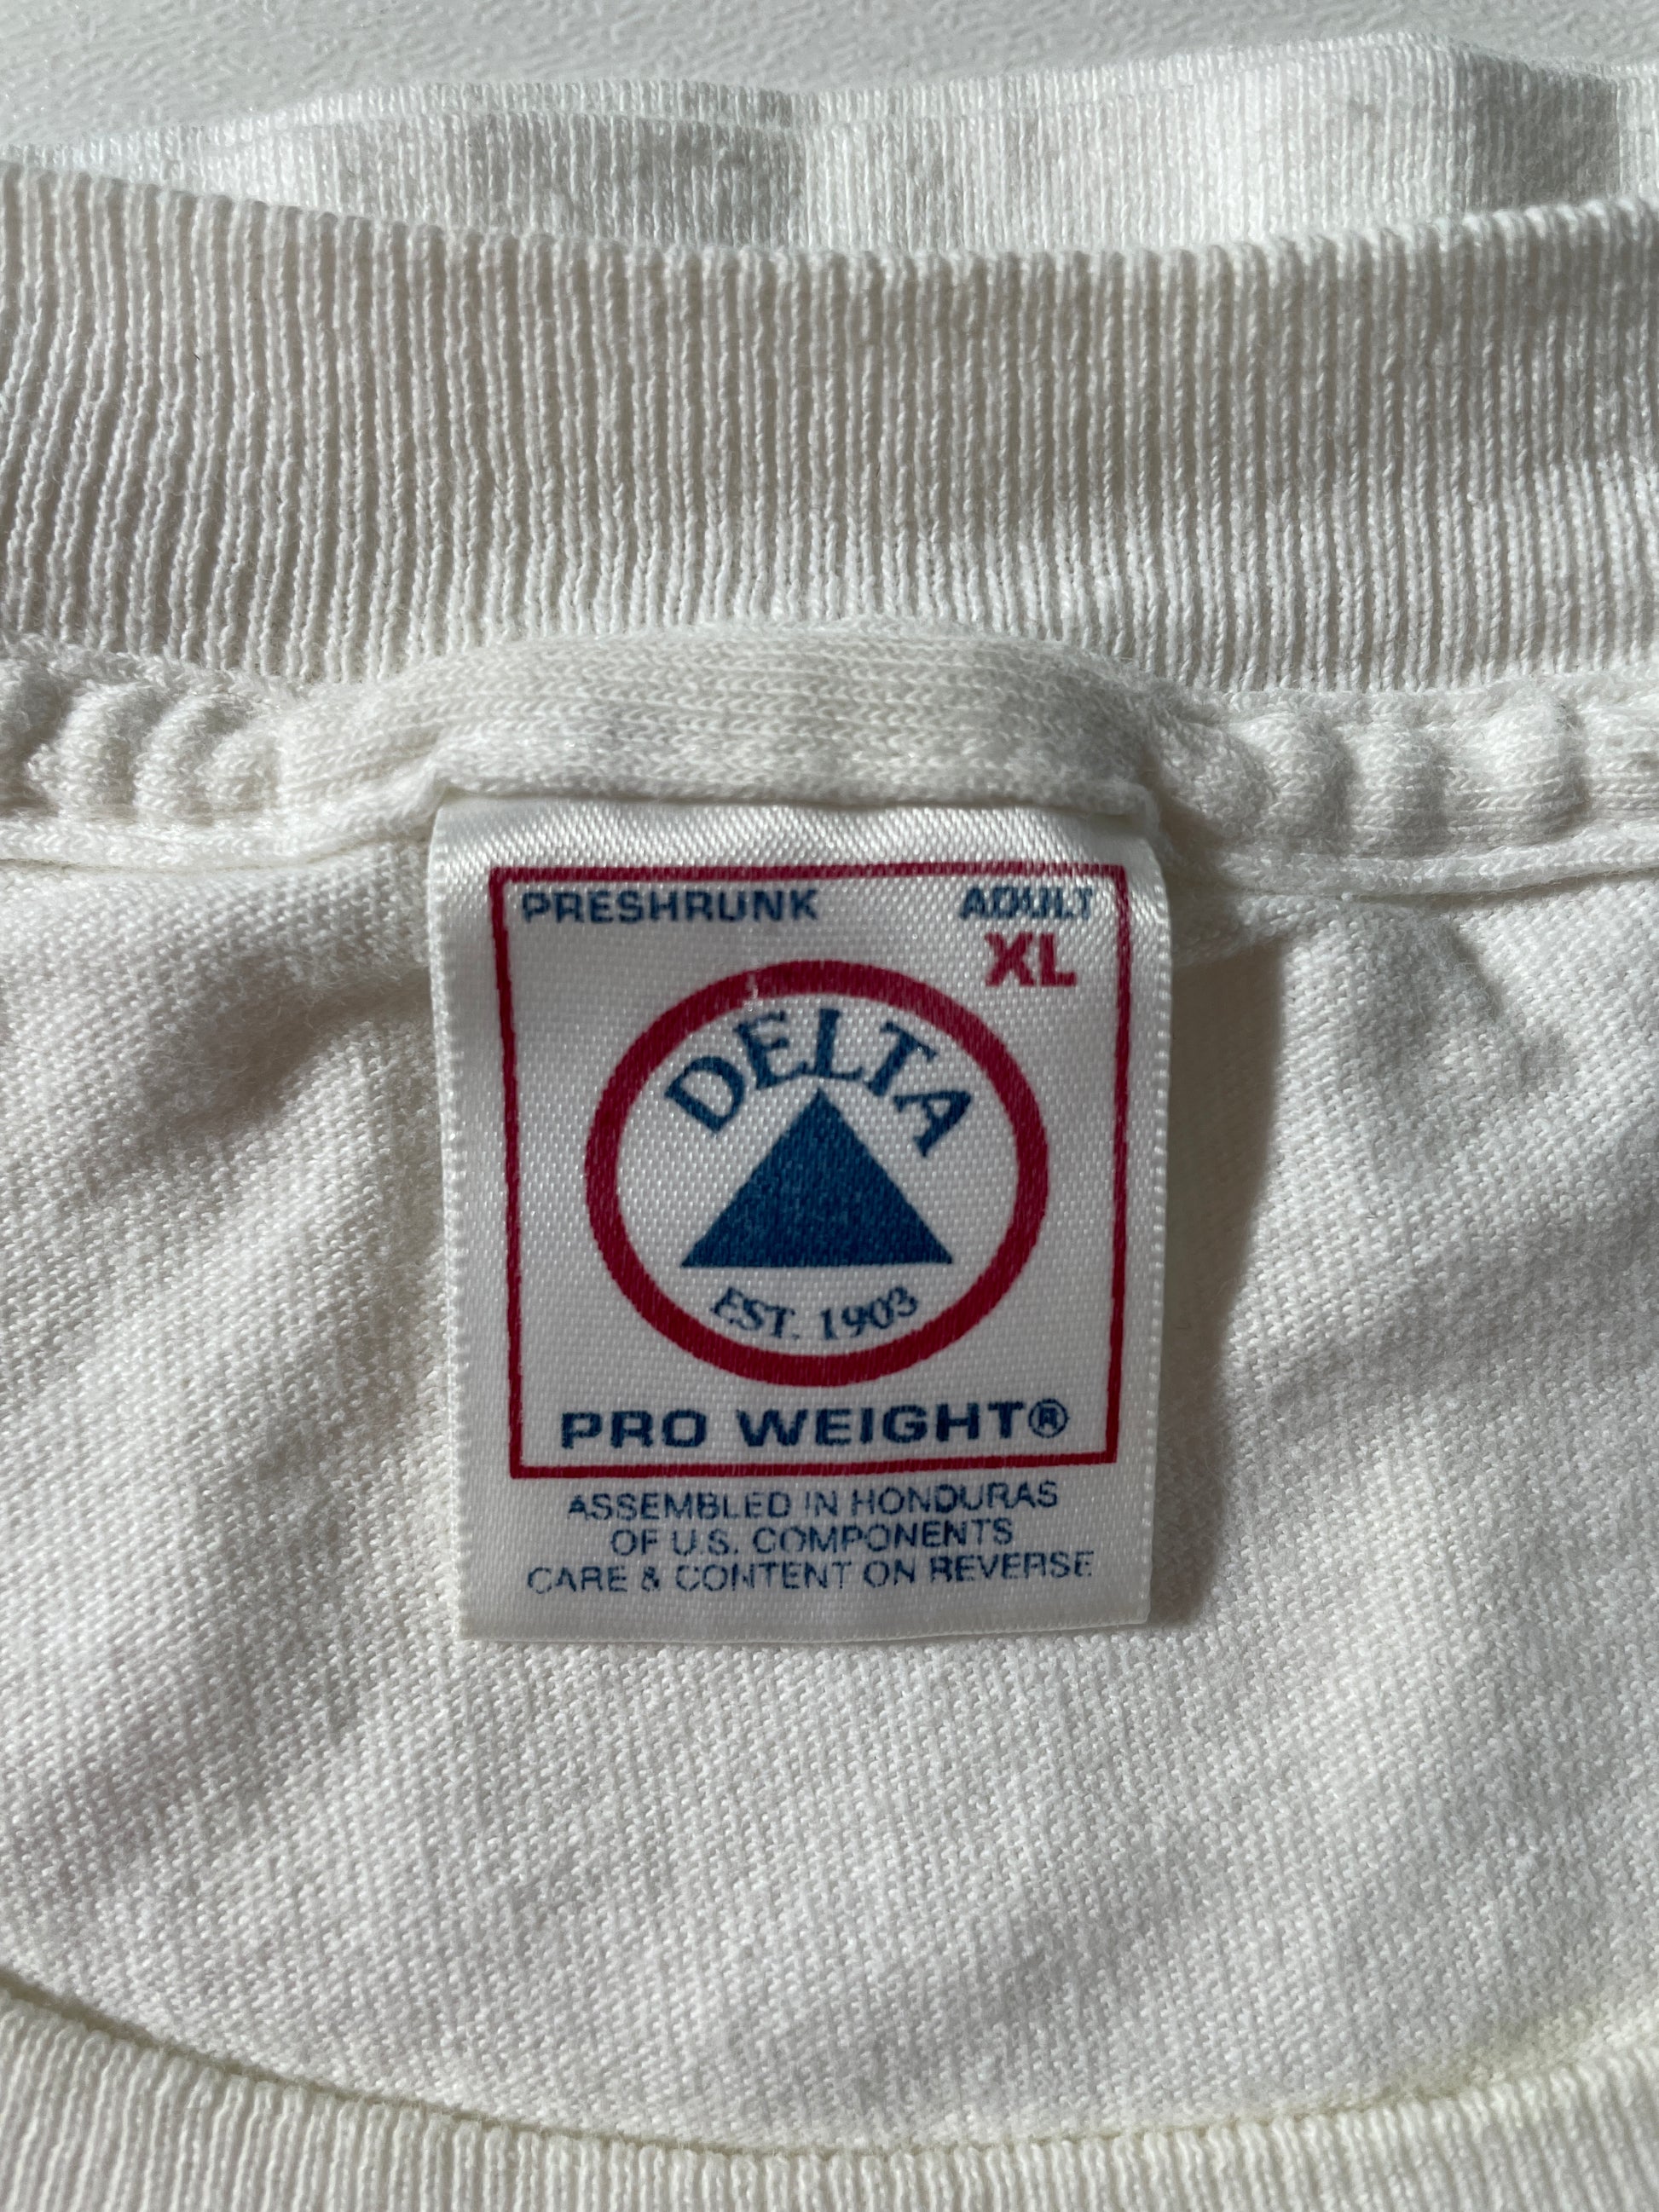 PRESHRUNK ADULT
XL
DELTA
EST. 1903
PRO WEIGHT®
ASSEMBLED IN HONDURAS
OF U.S. COMPONENTS
CARE & CONTENT ON REVERSE